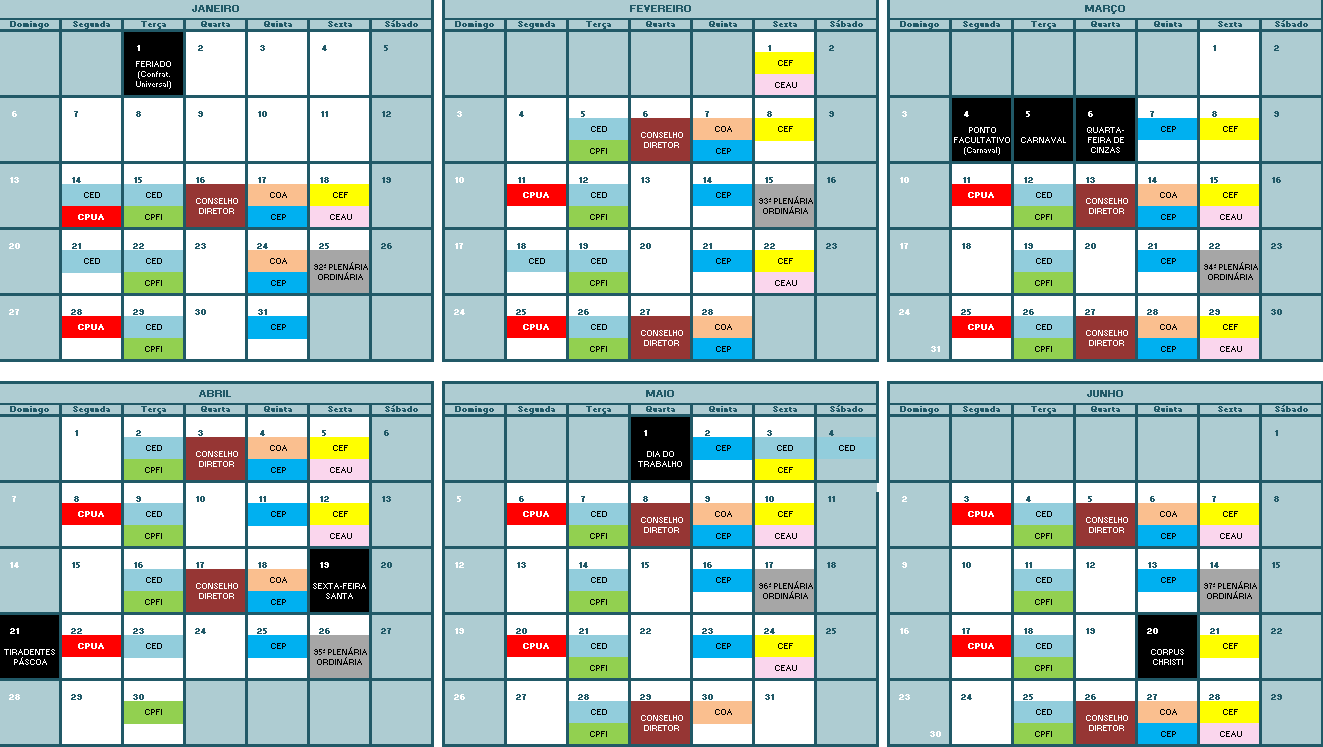 JANEIRO
Domingo Segunda Terça Quarta Quinta Sexta Sábado
1 2 3 4 5
FERIADO
(Confrat.
Universal)
6 7 8 9 10 11 12
13 14 15 16 17 18 19
CED CED CONSELHO DIRETOR COA CEF
CPUA CPFI CEP CEAU
20 21 22 23 24 25 26
CED CED COA 92ª PLENÁRIA ORDINÁRIA
CPFI CEP
27 28 29 30 31
CPUA CED CEP
CPFI
FEVEREIRO
Domingo Segunda Terça Quarta Quinta Sexta Sábado
1 2
CEF
CEAU
3 4 5 6 7 8 9
CED CONSELHO DIRETOR COA CEF
CPFI CEP
10 11 12 13 14 15 16
CPUA CED CEP 93ª PLENÁRIA ORDINÁRIA
CPFI
17 18 19 20 21 22 23
CED CED CEP CEF
CPFI CEAU
24 25 26 27 28
CPUA CED CONSELHO DIRETOR COA
CPFI CEP
MARÇO
Domingo Segunda Terça Quarta Quinta Sexta Sábado
1 2
3 4 5 6 7 8 9
PONTO FACULTATIVO (Carnaval) CARNAVAL QUARTA-FEIRA DE CINZAS CEP CEF
10 11 12 13 14 15 16
CPUA CED CONSELHO DIRETOR COA CEF
CPFI CEP CEAU
17 18 19 20 21 22 23
CED CEP 94ª PLENÁRIA ORDINÁRIA
CPFI
24 25 26 27 28 29 30
CPUA CED CONSELHO DIRETOR COA CEF
31 CPFI CEP CEAU
ABRIL
Domingo Segunda Terça Quarta Quinta Sexta Sábado
1 2 3 4 5 6
CED CONSELHO DIRETOR COA CEF
CPFI CEP CEAU
7 8 9 10 11 12 13
CPUA CED CEP CEF
CPFI CEAU
14 15 16 17 18 19 20
CED CONSELHO DIRETOR COA SEXTA-FEIRA SANTA
CPFI CEP
21 22 23 24 25 26 27
TIRADENTES PÁSCOA CPUA CED CEP 95ª PLENÁRIA ORDINÁRIA
CPFI
28 29 30
CPFI
MAIO
Domingo Segunda Terça Quarta Quinta Sexta Sábado
1 2 3 4
DIA DO TRABALHO CEP CED CED
CEF
5 6 7 8 9 10 11
CPUA CED CONSELHO DIRETOR COA CEF
CPFI CEP CEAU
12 13 14 15 16 17 18
CED CEP 96ª PLENÁRIA ORDINÁRIA
CPFI
19 20 21 22 23 24 25
CPUA CED CEP CEF
CPFI CEAU
26 27 28 29 30 31
CED CONSELHO DIRETOR COA
CPFI
JUNHO
Domingo Segunda Terça Quarta Quinta Sexta Sábado
1
2 3 4 5 6 7 8
CPUA CED CONSELHO DIRETOR COA CEF
CPFI CEP CEAU
9 10 11 12 13 14 15
CED CEP 97ª PLENÁRIA ORDINÁRIA
CPFI
16 17 18 19 20 21 22
CPUA CED CORPUS CHRISTI CEF
CPFI
23 24 25 26 27 28 29
CED CONSELHO DIRETOR COA CEF
30 CPFI CEP CEAU